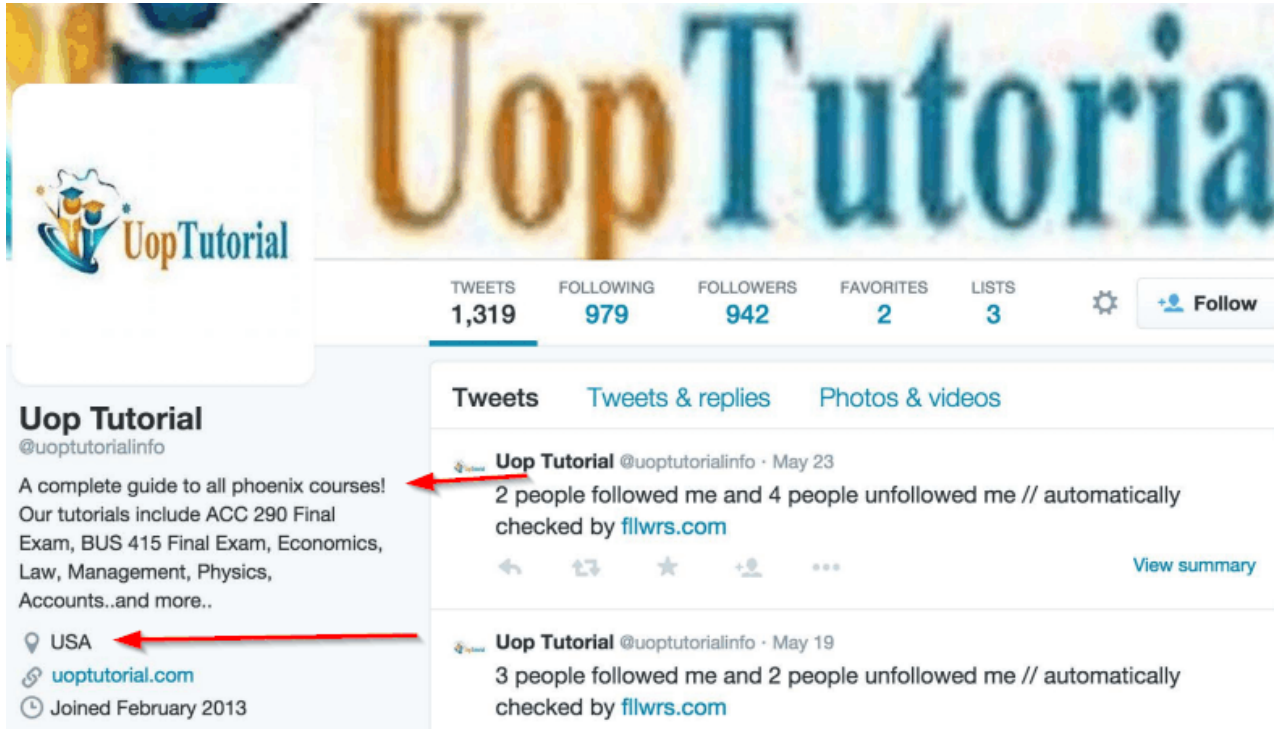 UopTutoria
UopTutorial
TWEETS FOLLOWING FOLLOWERS FAVORITES LISTS
1,319 979 942 2 3
Follow
Uop Tutorial
@uoptutorialinfo
A complete guide to all phoenix courses!
Our tutorials include ACC 290 Final
Exam, BUS 415 Final Exam, Economics,
Law, Management, Physics,
Accounts..and more..
USA
uoptutorial.com
Joined February 2013
Tweets Tweets & replies Photos & videos
Uop Tutorial @uoptutorialinfo · May 23
2 people followed me and 4 people unfollowed me // automatically
checked by fllwrs.com
View summary
Uop Tutorial @uoptutorialinfo · May 19
3 people followed me and 2 people unfollowed me // automatically
checked by fllwrs.com